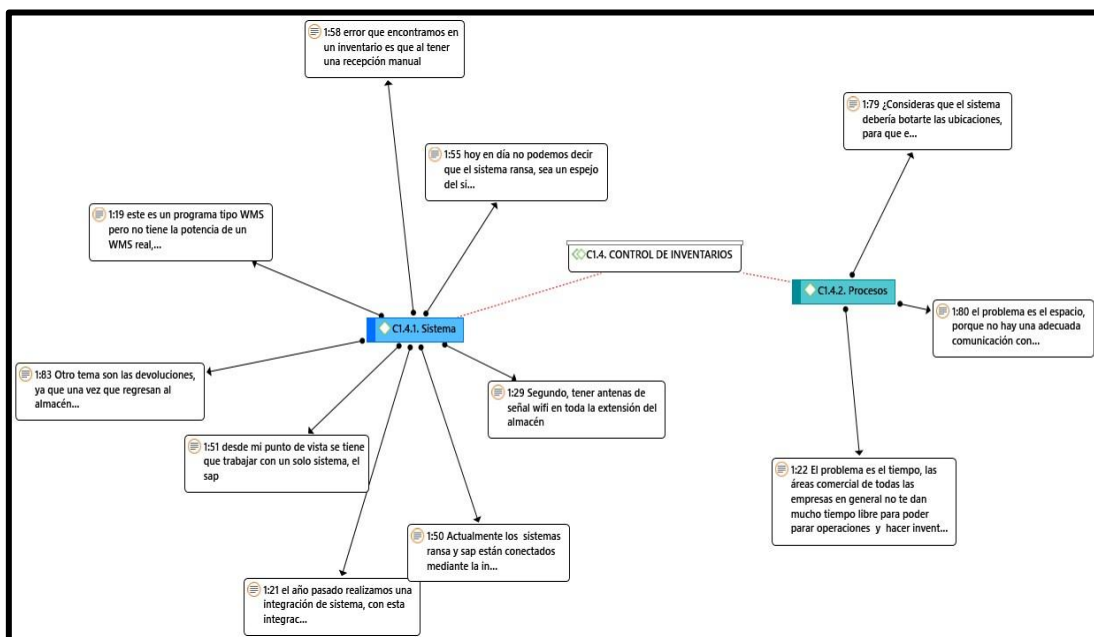 1:58 error que encontramos en
un inventario es que al tener
una recepción manual
1:79 ¿Consideras que el sistema
debería botarte las ubicaciones,
para que e...
1:55 hoy en día no podemos decir
que el sistema ransa, sea un espejo
del si...
1:19 este es un programa tipo WMS
pero no tiene la potencia de un
WMS real,...
C1.4. CONTROL DE INVENTARIOS
C1.4.2. Procesos
C1.4.1. Sistema
1:80 el problema es el espacio,
porque no hay una adecuada
comunicación con...
1:83 Otro tema son las devoluciones,
ya que una vez que regresan al
almacén...
1:29 Segundo, tener antenas de
señal wifi en toda la extensión del
almacén
1:51 desde mi punto de vista se tiene
que trabajar con un solo sistema, el
sap
1:22 El problema es el tiempo, las
áreas comercial de todas las
empresas en general no te dan
mucho tiempo libre para poder
parar operaciones y hacer invent...
1:50 Actualmente los sistemas
ransa y sap están conectados
mediante la in...
1:21 el año pasado realizamos una
integración de sistema, con esta
integrac...